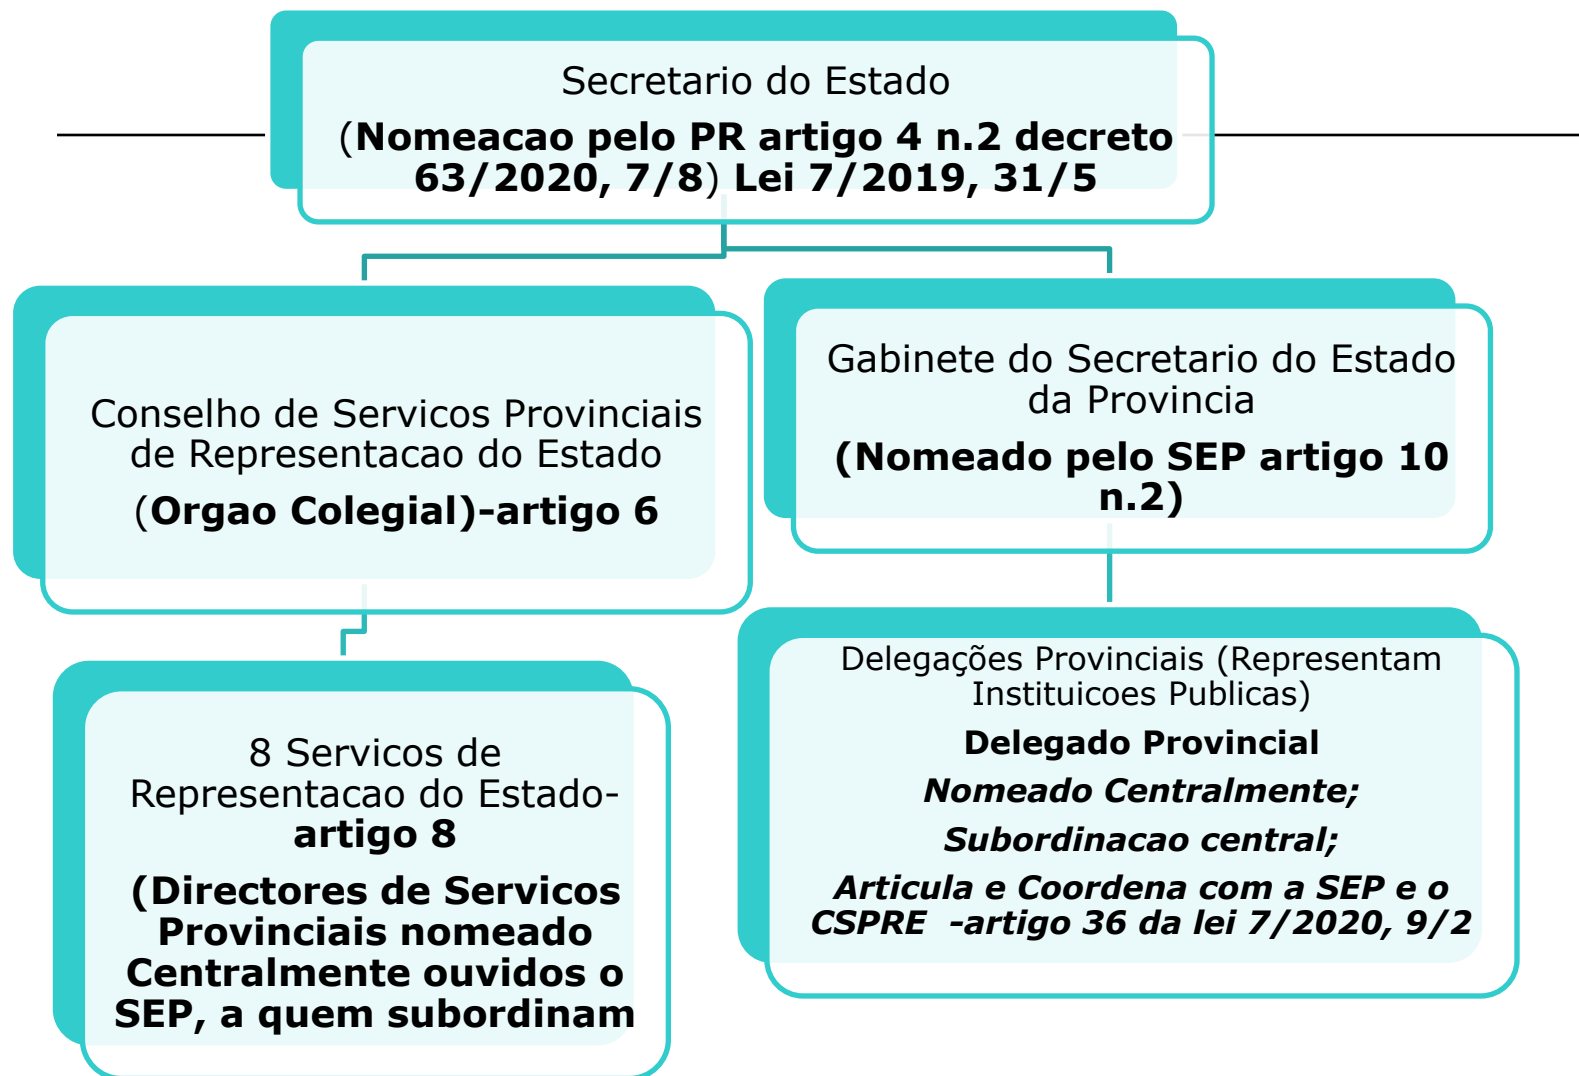 Secretario do Estado
(Nomeacao pelo PR artigo 4 n.2 decreto
63/2020, 7/8) Lei 7/2019, 31/5
Conselho de Servicos Provinciais
de Representacao do Estado
(Orgao Colegial)-artigo 6
Gabinete do Secretario do Estado
da Provincia
(Nomeado pelo SEP artigo 10
n.2)
8 Servicos de
Representacao do Estado-
artigo 8
(Directores de Servicos
Provinciais nomeado
Centralmente ouvidos o
SEP, a quem subordinam
Delegações Provinciais (Representam
Instituicoes Publicas)
Delegado Provincial
Nomeado Centralmente;
Subordinacao central;
Articula e Coordena com a SEP e o
CSPRE -artigo 36 da lei 7/2020, 9/2